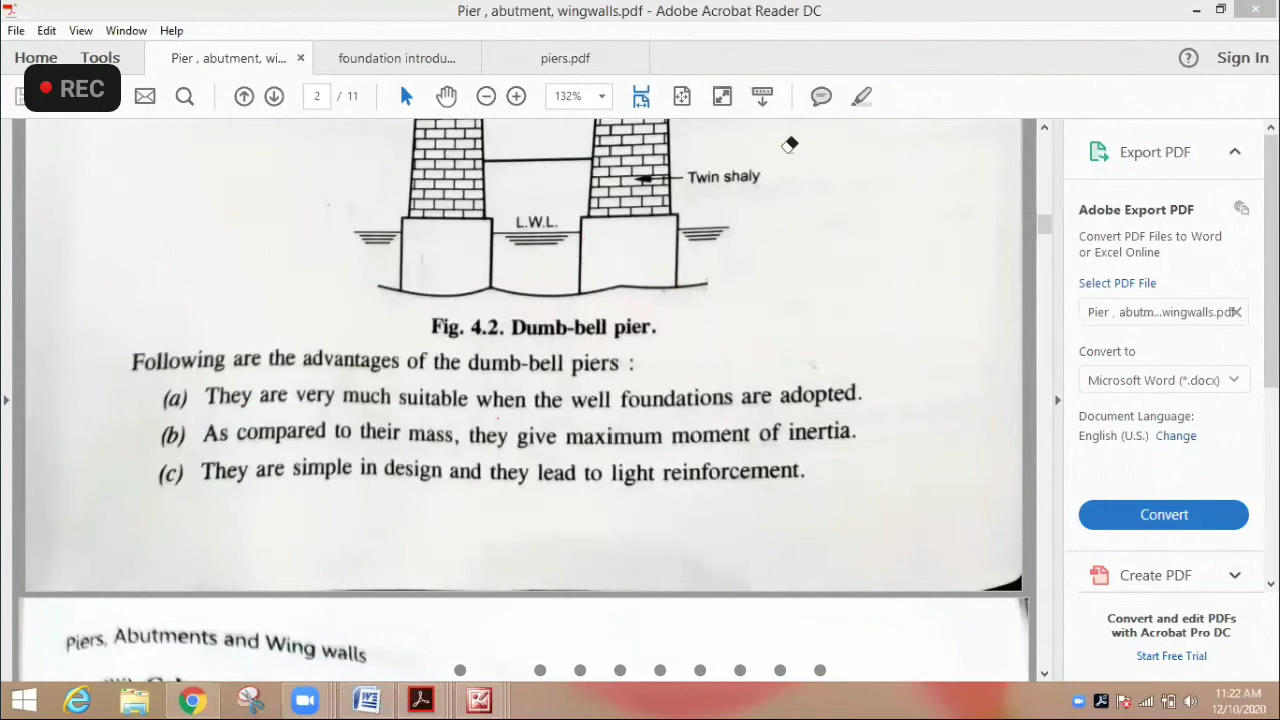 Pier , abutment, wingwalls.pdf - Adobe Acrobat Reader DC
File Edit View Window Help
Home Tools Pier , abutment, wi... × foundation introdu... piers.pdf Sign In
REC 2 / 11 132%
Twin shaly
L.W.L.
Fig. 4.2. Dumb-bell pier.
Following are the advantages of the dumb-bell piers :
(a) They are very much suitable when the well foundations are adopted.
(b) As compared to their mass, they give maximum moment of inertia.
(c) They are simple in design and they lead to light reinforcement.
Piers, Abutments and Wing walls
Export PDF
Adobe Export PDF
Convert PDF Files to Word
or Excel Online
Select PDF File
Pier , abutm...wingwalls.pdf
Convert to
Microsoft Word (*.docx)
Document Language:
English (U.S.) Change
Convert
Create PDF
Convert and edit PDFs
with Acrobat Pro DC
Start Free Trial
11:22 AM
12/10/2020